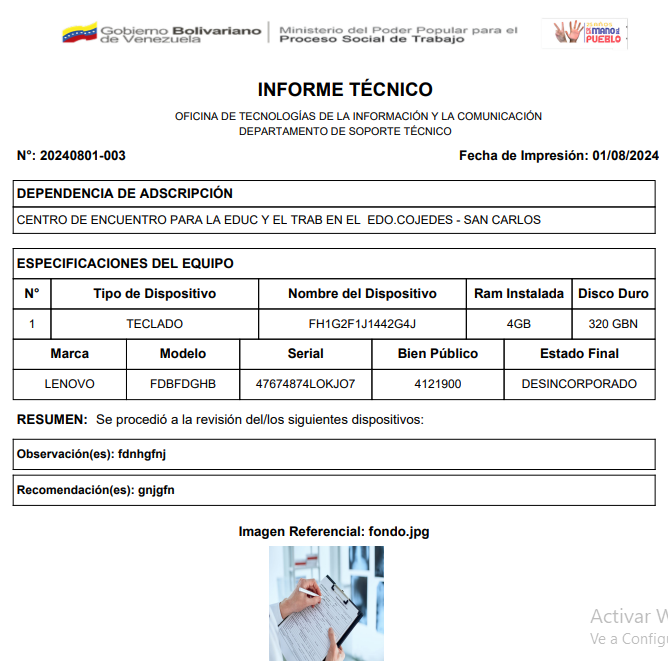 Gobierno Bolivariano de Venezuela
Ministerio del Poder Popular para el Proceso Social de Trabajo
MANO
PUEBLO
INFORME TÉCNICO
OFICINA DE TECNOLOGÍAS DE LA INFORMACIÓN Y LA COMUNICACIÓN
DEPARTAMENTO DE SOPORTE TÉCNICO
N°: 20240801-003 Fecha de Impresión: 01/08/2024
DEPENDENCIA DE ADSCRIPCIÓN
CENTRO DE ENCUENTRO PARA LA EDUC Y EL TRAB EN EL EDO.COJEDES - SAN CARLOS
ESPECIFICACIONES DEL EQUIPO
N° Tipo de Dispositivo Nombre del Dispositivo Ram Instalada Disco Duro
1 TECLADO FH1G2F1J1442G4J 4GB 320 GBN
Marca Modelo Serial Bien Público Estado Final
LENOVO FDBFDGHB 47674874LOKJO7 4121900 DESINCORPORADO
RESUMEN: Se procedió a la revisión del/los siguientes dispositivos:
Observación(es): fdnhgfnj
Recomendación(es): gnjgfn
Imagen Referencial: fondo.jpg
Activar W
Ve a Configu